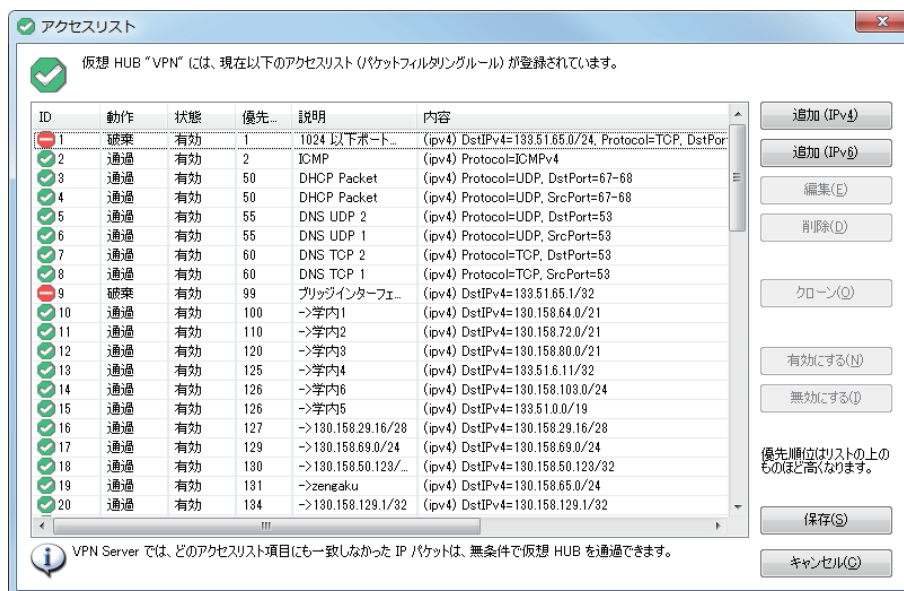 アクセスリスト
仮想 HUB "VPN" には、現在以下のアクセスリスト (パケットフィルタリングルール) が登録されています。
ID 動作 状態 優先... 説明 内容
1 破棄 有効 1 1024 以下ポート... (ipv4) DstIPv4=133.51.65.0/24, Protocol=TCP, DstPor
2 通過 有効 2 ICMP (ipv4) Protocol=ICMPv4
3 通過 有効 50 DHCP Packet (ipv4) Protocol=UDP, DstPort=67-68
4 通過 有効 50 DHCP Packet (ipv4) Protocol=UDP, SrcPort=67-68
5 通過 有効 55 DNS UDP 2 (ipv4) Protocol=UDP, DstPort=53
6 通過 有効 55 DNS UDP 1 (ipv4) Protocol=UDP, SrcPort=53
7 通過 有効 60 DNS TCP 2 (ipv4) Protocol=TCP, DstPort=53
8 通過 有効 60 DNS TCP 1 (ipv4) Protocol=TCP, SrcPort=53
9 破棄 有効 99 ブリッジインターフェ... (ipv4) DstIPv4=133.51.65.1/32
10 通過 有効 100 ->学内1 (ipv4) DstIPv4=130.158.64.0/21
11 通過 有効 110 ->学内2 (ipv4) DstIPv4=130.158.72.0/21
12 通過 有効 120 ->学内3 (ipv4) DstIPv4=130.158.80.0/21
13 通過 有効 125 ->学内4 (ipv4) DstIPv4=133.51.6.11/32
14 通過 有効 126 ->学内6 (ipv4) DstIPv4=130.158.103.0/24
15 通過 有効 126 ->学内5 (ipv4) DstIPv4=133.51.0.0/19
16 通過 有効 127 ->130.158.29.16/28 (ipv4) DstIPv4=130.158.29.16/28
17 通過 有効 129 ->130.158.69.0/24 (ipv4) DstIPv4=130.158.69.0/24
18 通過 有効 130 ->130.158.50.123/... (ipv4) DstIPv4=130.158.50.123/32
19 通過 有効 131 ->zengaku (ipv4) DstIPv4=130.158.65.0/24
20 通過 有効 134 ->130.158.129.1/32 (ipv4) DstIPv4=130.158.129.1/32
追加 (IPv4)
追加 (IPv6)
編集(E)
削除(D)
クローン(O)
有効にする(N)
無効にする(I)
優先順位はリストの上の
ものほど高くなります。
保存(S)
キャンセル(C)
VPN Server では、どのアクセスリスト項目にも一致しなかった IP パケットは、無条件で仮想 HUB を通過できます。